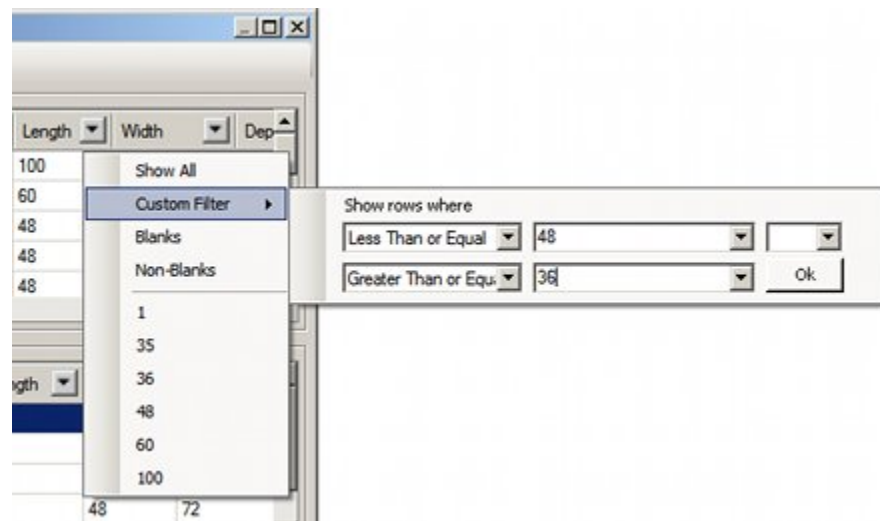 Length Width Dep
100 Show All
60 Custom Filter Show rows where
48 Blanks Less Than or Equal 48
48 Non-Blanks Greater Than or Equ 36 Ok
48
1
35
gth 36
48
60
100
48 72